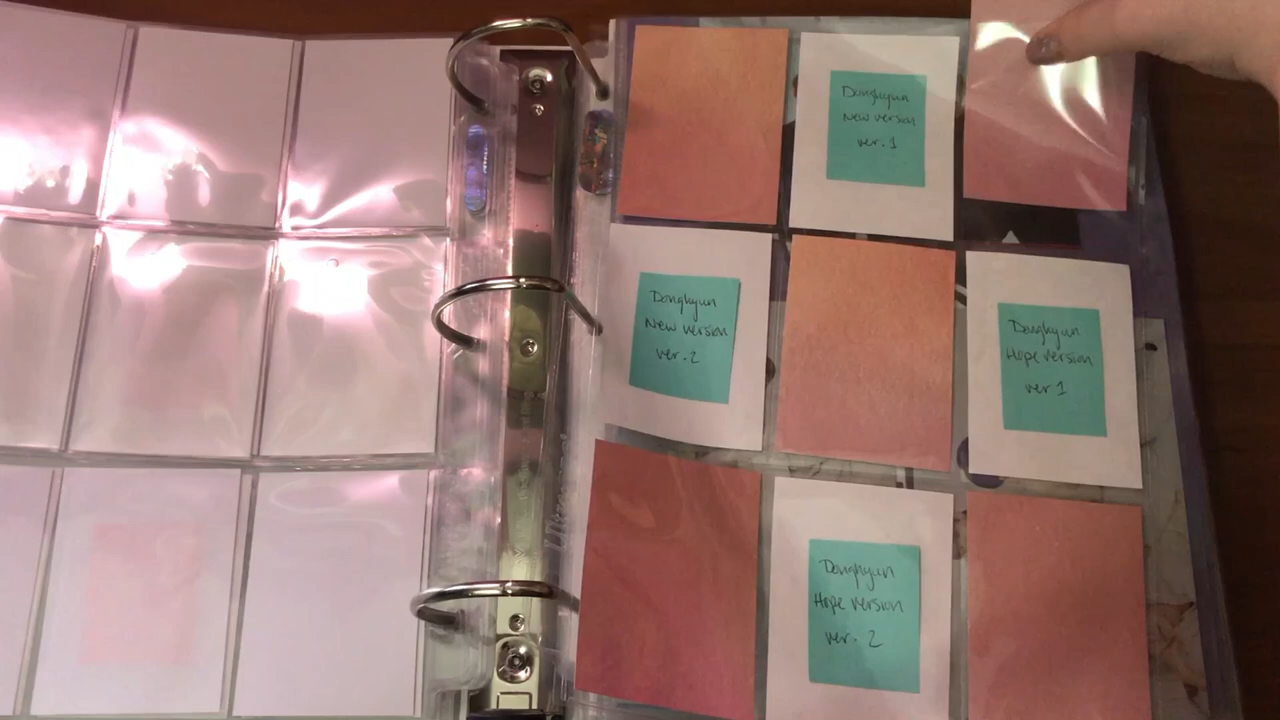 Donghyun
New version
ver. 1
Donghyun
New version
ver. 2
Donghyun
Hope version
ver 1
Donghyun
Hope version
ver. 2